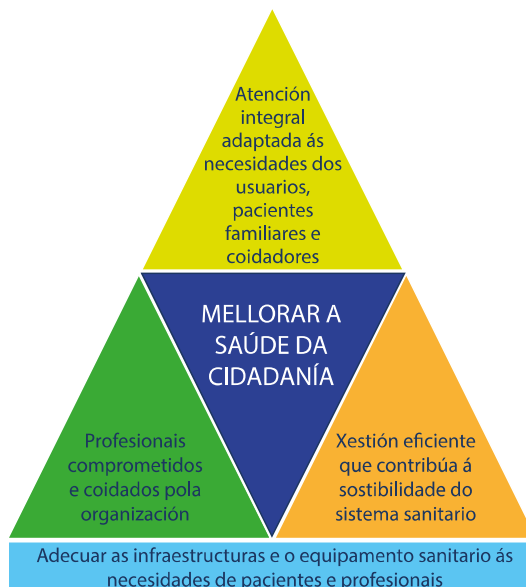 Atención
integral
adaptada ás
necesidades dos
usuarios,
pacientes
familiares e
coidadores
MELLORAR A
SAÚDE DA
CIDADANÍA
Profesionais
comprometidos
e coidados pola
organización
Xestión eficiente
que contribúa á
sostibilidade do
sistema sanitario
Adecuar as infraestructuras e o equipamento sanitario ás
necesidades de pacientes e profesionais